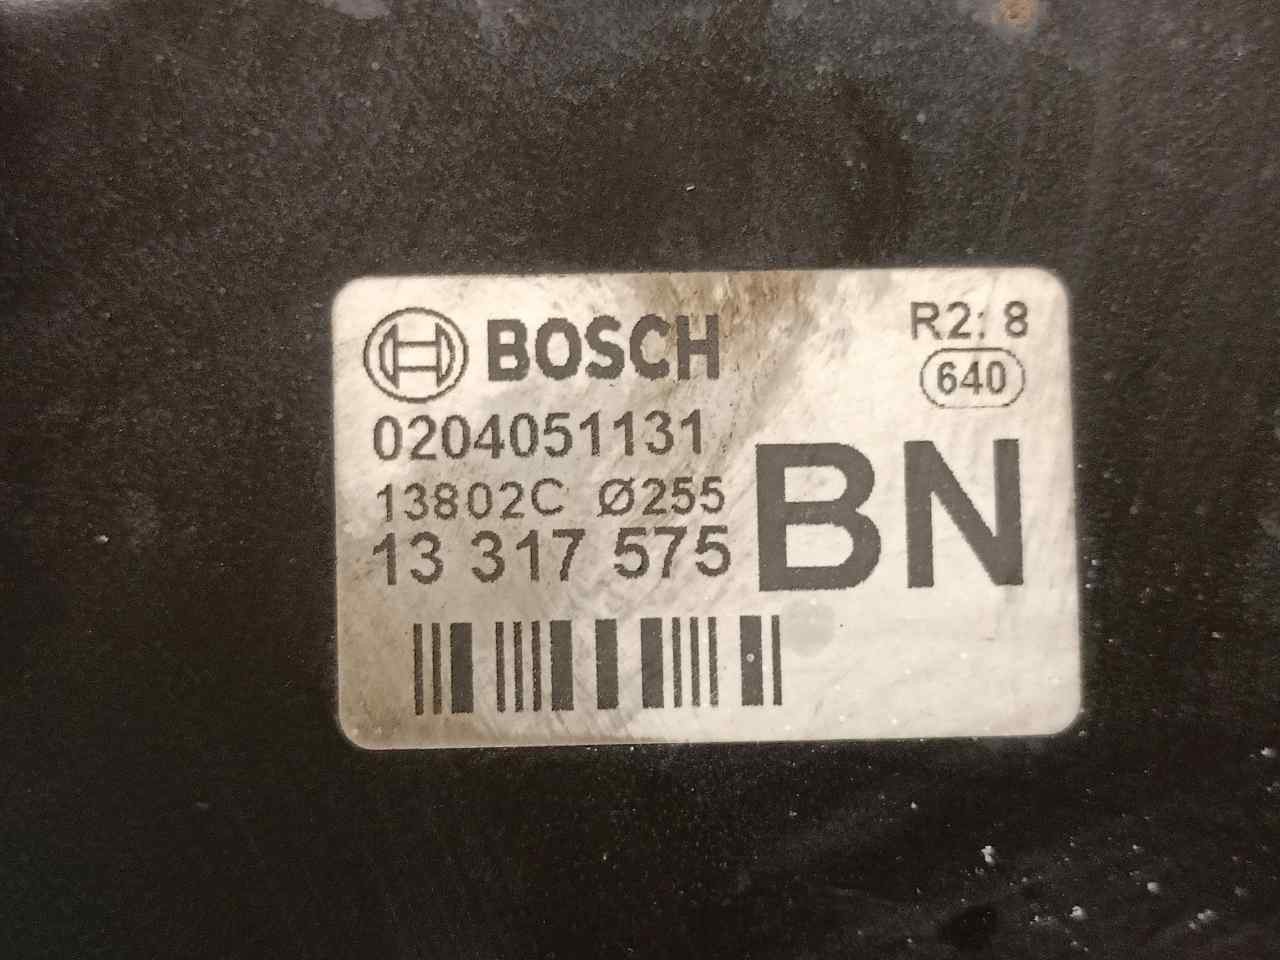 BOSCH
R2: 8
640
0204051131
13802C Ø255
13 317 575
BN